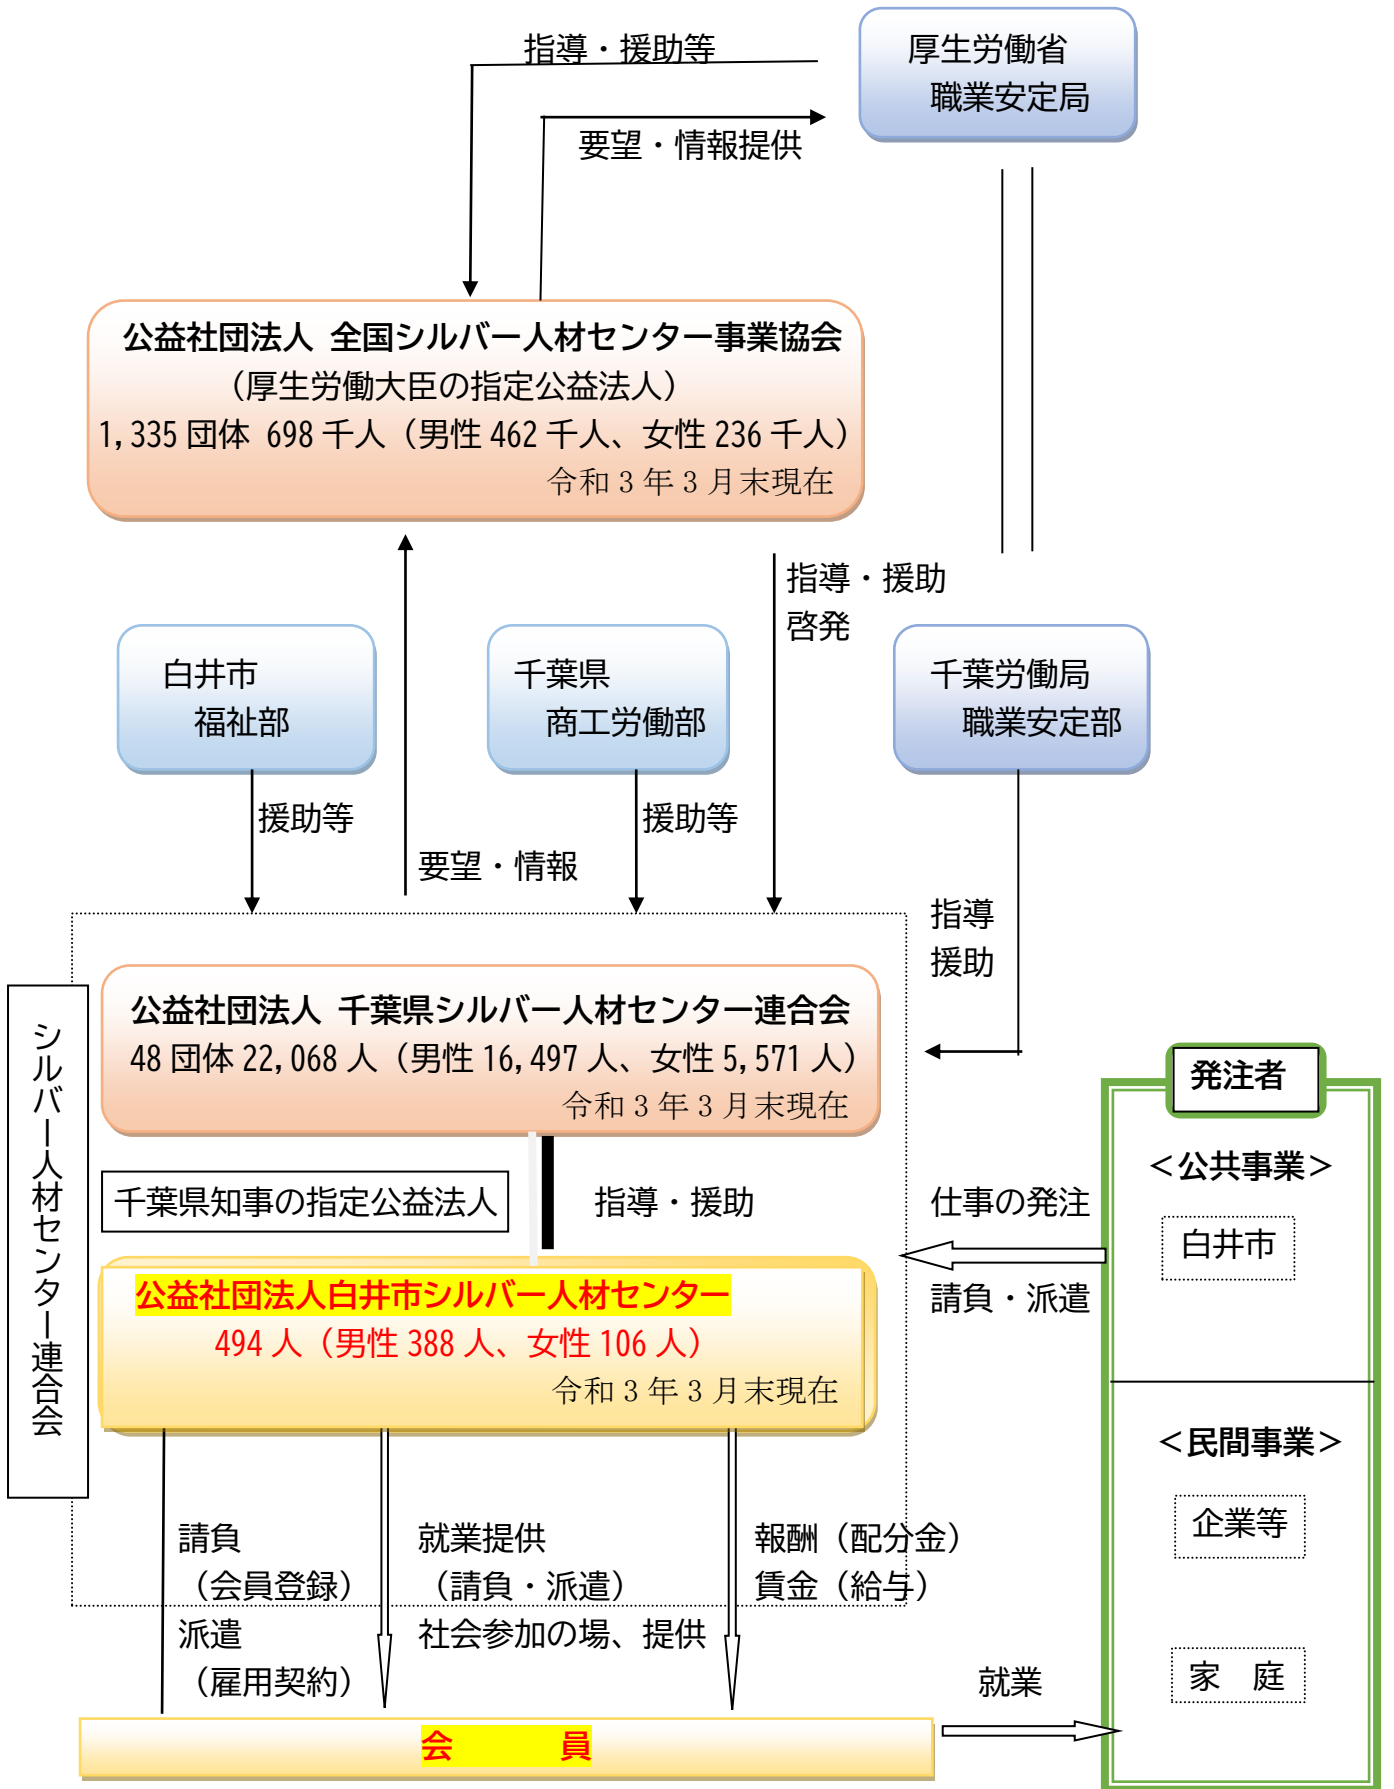 指導・援助等
厚生労働省
職業安定局
要望・情報提供
公益社団法人 全国シルバー人材センター事業協会
（厚生労働大臣の指定公益法人）
1,335 団体 698 千人（男性 462 千人、女性 236 千人）
令和 3 年 3 月末現在
指導・援助
啓発
白井市
福祉部
千葉県
商工労働部
千葉労働局
職業安定部
援助等
援助等
要望・情報
指導
援助
シルバー人材センター連合会
公益社団法人 千葉県シルバー人材センター連合会
48 団体 22,068 人（男性 16,497 人、女性 5,571 人）
令和 3 年 3 月末現在
千葉県知事の指定公益法人
指導・援助
公益社団法人白井市シルバー人材センター
494 人（男性 388 人、女性 106 人）
令和 3 年 3 月末現在
仕事の発注
請負・派遣
発注者
＜公共事業＞
白井市
＜民間事業＞
企業等
家　庭
請負
（会員登録）
派遣
（雇用契約）
就業提供
（請負・派遣）
社会参加の場、提供
報酬（配分金）
賃金（給与）
就業
会　　　員